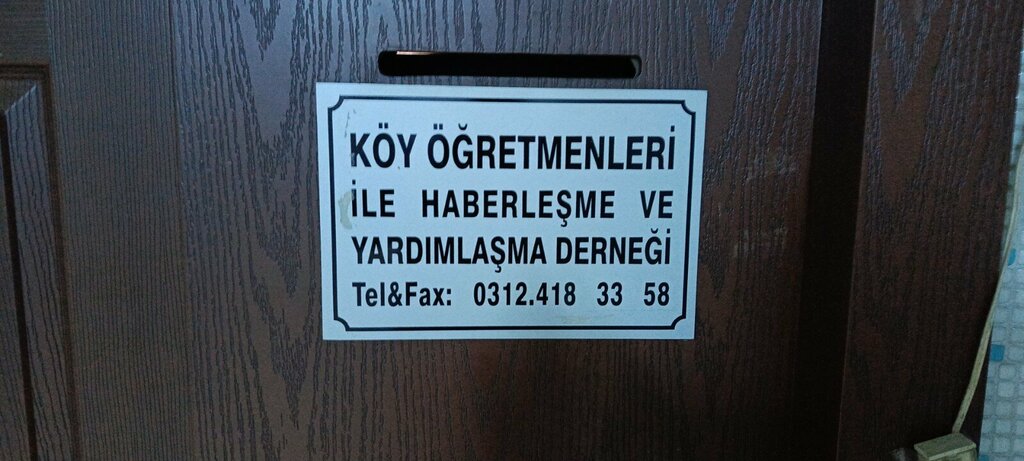 KÖY ÖĞRETMENLERİ
İLE HABERLEŞME VE
YARDIMLAŞMA DERNEĞİ
Tel&Fax: 0312.418 33 58